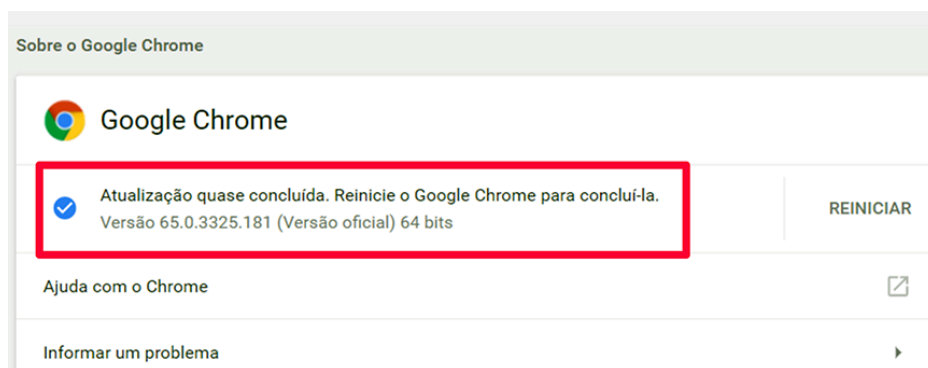 Sobre o Google Chrome
Google Chrome
Atualização quase concluída. Reinicie o Google Chrome para concluí-la.
Versão 65.0.3325.181 (Versão oficial) 64 bits
REINICIAR
Ajuda com o Chrome
Informar um problema